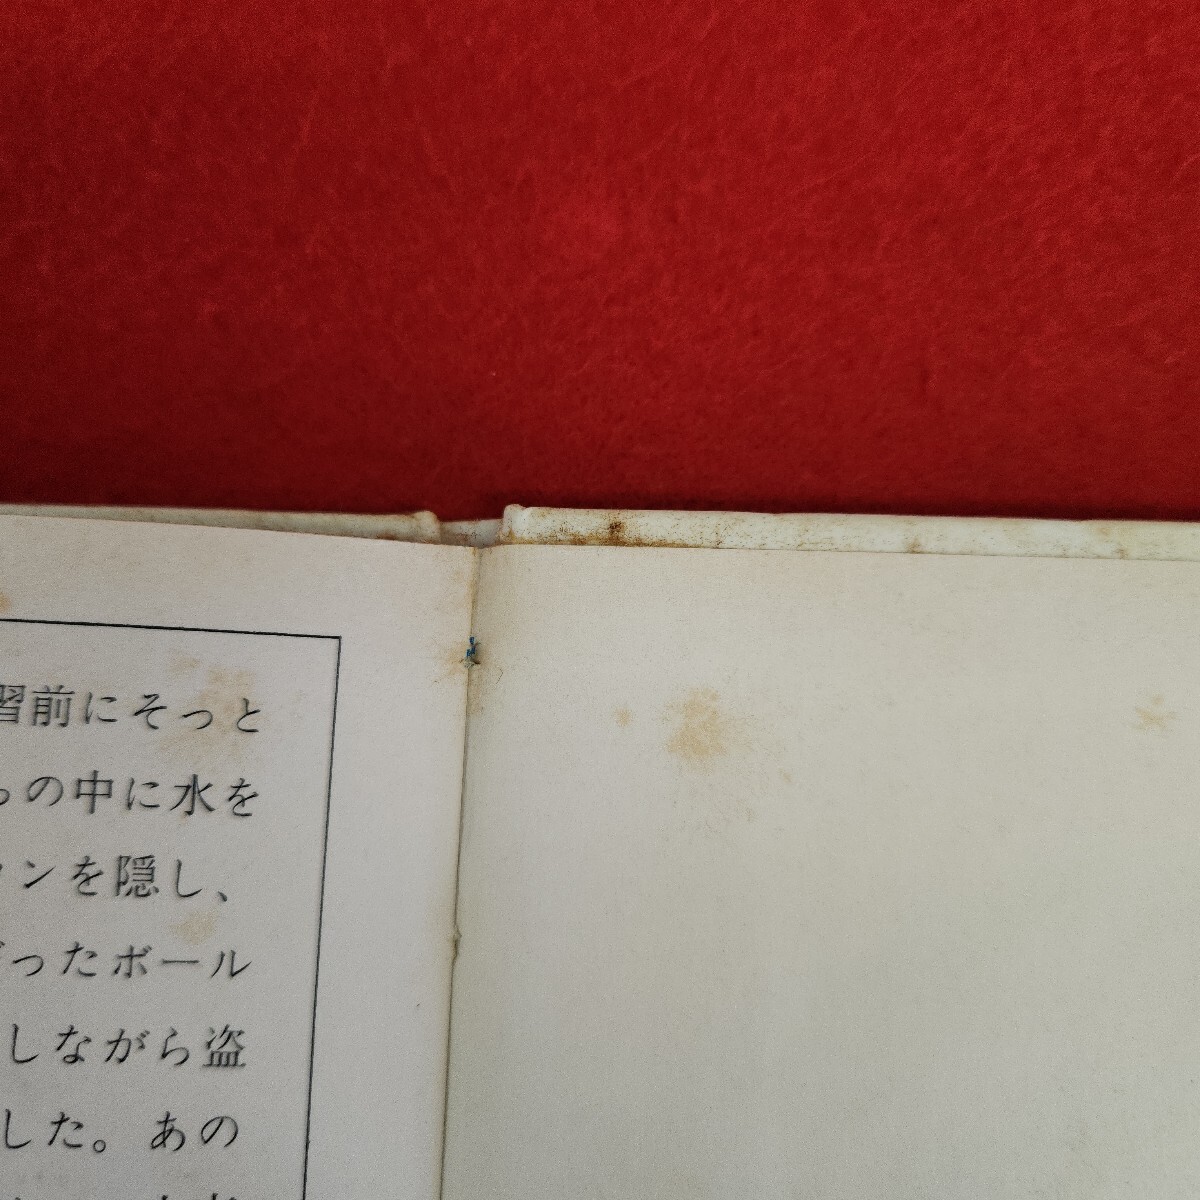 習前にそっと
の中に水を
ンを隠し、
ったボール
しながら盗
した。あの